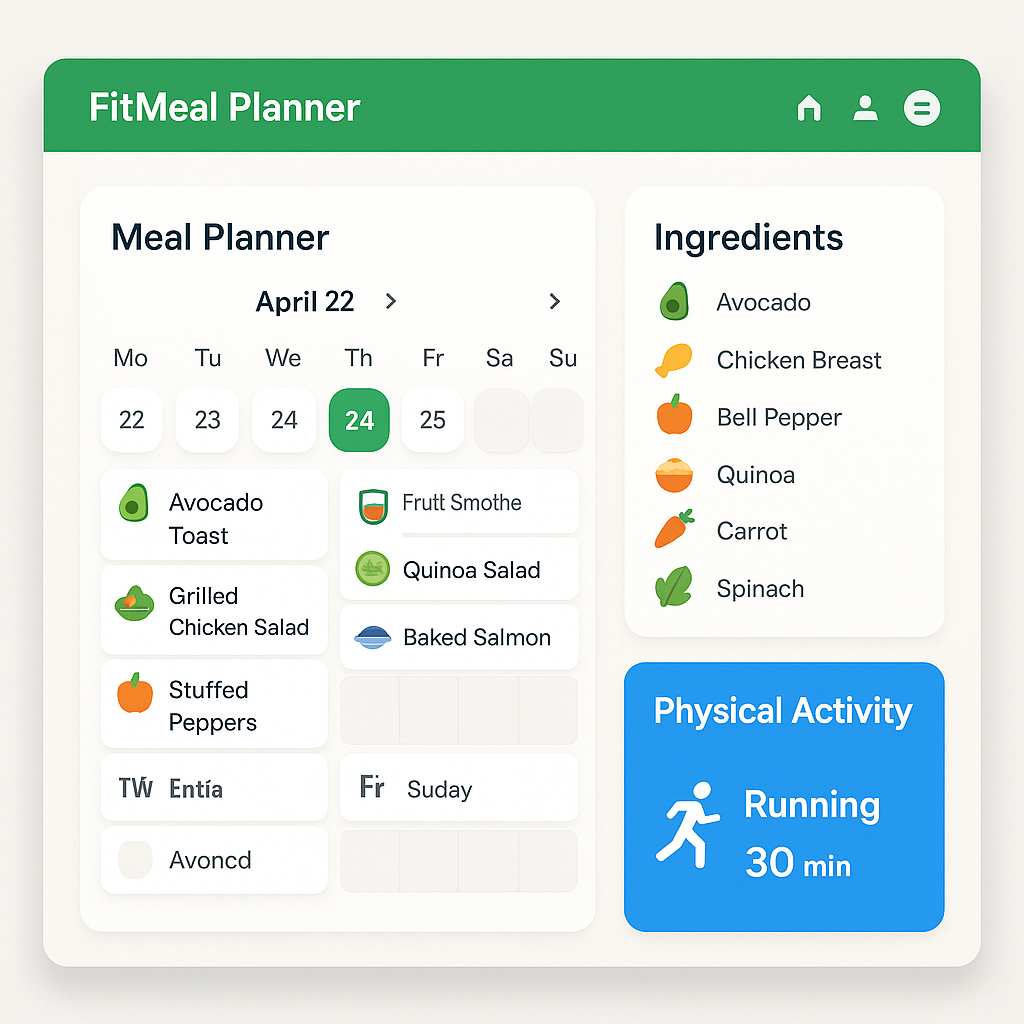 FitMeal Planner
Meal Planner
April 22
Mo Tu We Th Fr Sa Su
22 23 24 24 25
Avocado
Toast
Grilled
Chicken Salad
Stuffed
Peppers
TẂ Entía
Avoncd
Frutt Smothe
Quinoa Salad
Baked Salmon
Fr Suday
Ingredients
Avocado
Chicken Breast
Bell Pepper
Quinoa
Carrot
Spinach
Physical Activity
Running
30 min